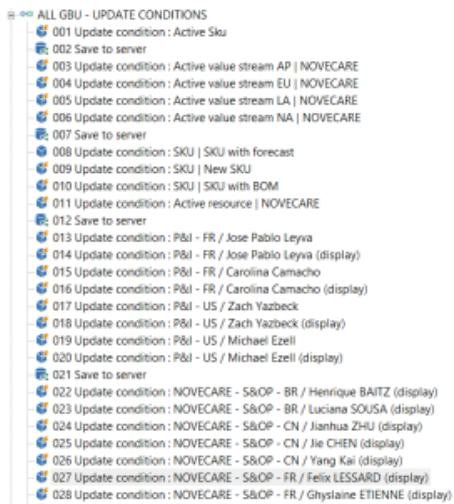 ALL GBU - UPDATE CONDITIONS
001 Update condition : Active Sku
002 Save to server
003 Update condition : Active value stream AP | NOVECARE
004 Update condition : Active value stream EU | NOVECARE
005 Update condition : Active value stream LA | NOVECARE
006 Update condition : Active value stream NA | NOVECARE
007 Save to server
008 Update condition : SKU | SKU with forecast
009 Update condition : SKU | New SKU
010 Update condition : SKU | SKU with BOM
011 Update condition : Active resource | NOVECARE
012 Save to server
013 Update condition : P&I - FR / Jose Pablo Leyva
014 Update condition : P&I - FR / Jose Pablo Leyva (display)
015 Update condition : P&I - FR / Carolina Camacho
016 Update condition : P&I - FR / Carolina Camacho (display)
017 Update condition : P&I - US / Zach Yazbeck
018 Update condition : P&I - US / Zach Yazbeck (display)
019 Update condition : P&I - US / Michael Ezell
020 Update condition : P&I - US / Michael Ezell (display)
021 Save to server
022 Update condition : NOVECARE - S&OP - BR / Henrique BAITZ (display)
023 Update condition : NOVECARE - S&OP - BR / Luciana SOUSA (display)
024 Update condition : NOVECARE - S&OP - CN / Jianhua ZHU (display)
025 Update condition : NOVECARE - S&OP - CN / Jie CHEN (display)
026 Update condition : NOVECARE - S&OP - CN / Yang Kai (display)
027 Update condition : NOVECARE - S&OP - FR / Felix LESSARD (display)
028 Update condition : NOVECARE - S&OP - FR / Ghyslaine ETIENNE (display)